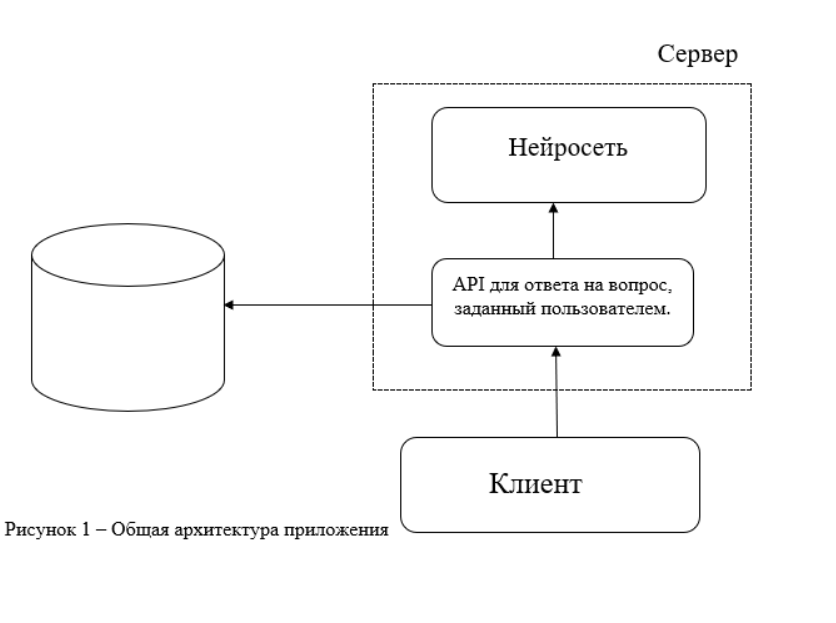 Сервер
Нейросеть
API для ответа на вопрос,
заданный пользователем.
Клиент
Рисунок 1 – Общая архитектура приложения